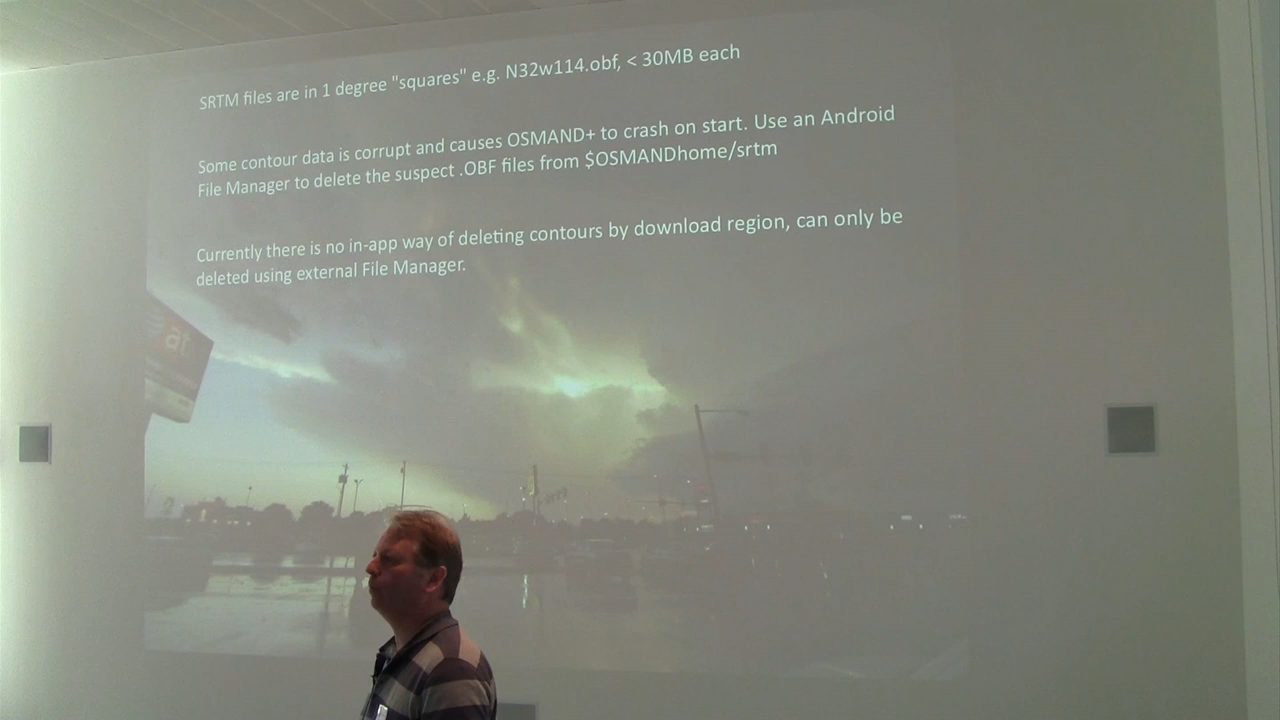 SRTM files are in 1 degree "squares" e.g. N32w114.obf, < 30MB each
Some contour data is corrupt and causes OSMAND+ to crash on start. Use an Android
File Manager to delete the suspect .OBF files from $OSMANDhome/srtm
Currently there is no in-app way of deleting contours by download region, can only be
deleted using external File Manager.
at